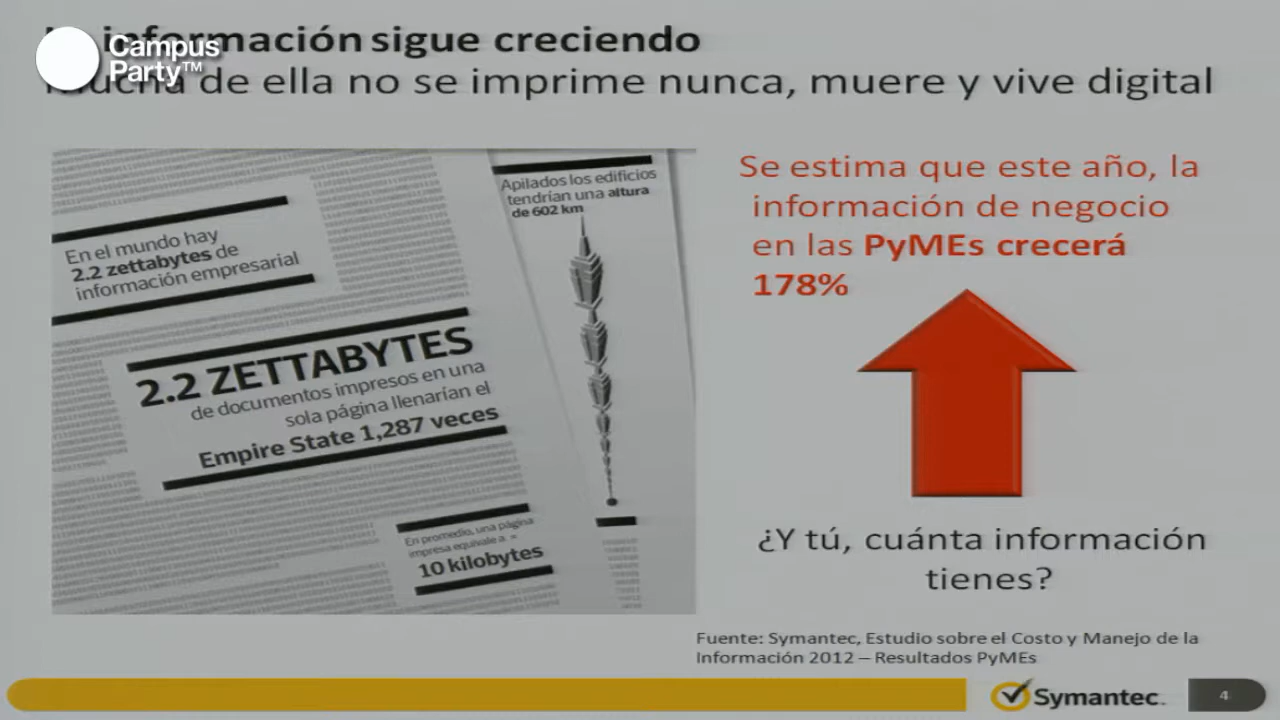 Campus
Party™
información sigue creciendo
de ella no se imprime nunca, muere y vive digital
En el mundo hay
2.2 zettabytes de
información empresarial
2.2 ZETTABYTES
de documentos impresos en una
sola página llenarían el
Empire State 1,287 veces
En promedio, una página
impresa equivale a
10 kilobytes
Apilados los edificios
tendrían una altura
de 602 km
Se estima que este año, la
información de negocio
en las PyMEs crecerá
178%
¿Y tú, cuánta información
tienes?
Fuente: Symantec, Estudio sobre el Costo y Manejo de la
Información 2012 – Resultados PyMEs
Symantec.
4